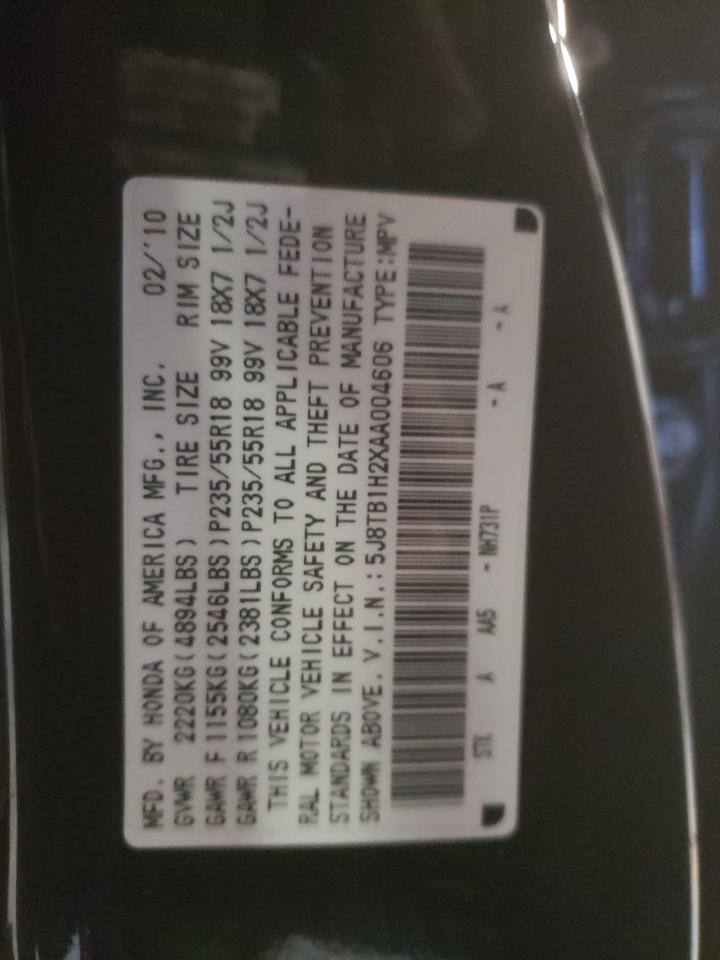 MFD. BY HONDA OF AMERICA MFG., INC. 02/'10
GVWR 2220KG(4894LBS) TIRE SIZE RIM SIZE
GAWR F 1155KG(2546LBS)P235/55R18 99V 18X7 1/2J
GAWR R 1080KG(2381LBS)P235/55R18 99V 18X7 1/2J
THIS VEHICLE CONFORMS TO ALL APPLICABLE FEDE-
RAL MOTOR VEHICLE SAFETY AND THEFT PREVENTION
STANDARDS IN EFFECT ON THE DATE OF MANUFACTURE
SHOWN ABOVE. V.I.N.:5J8TB1H2XAA004606 TYPE:MPV
A AA5 - NH731P - A - A